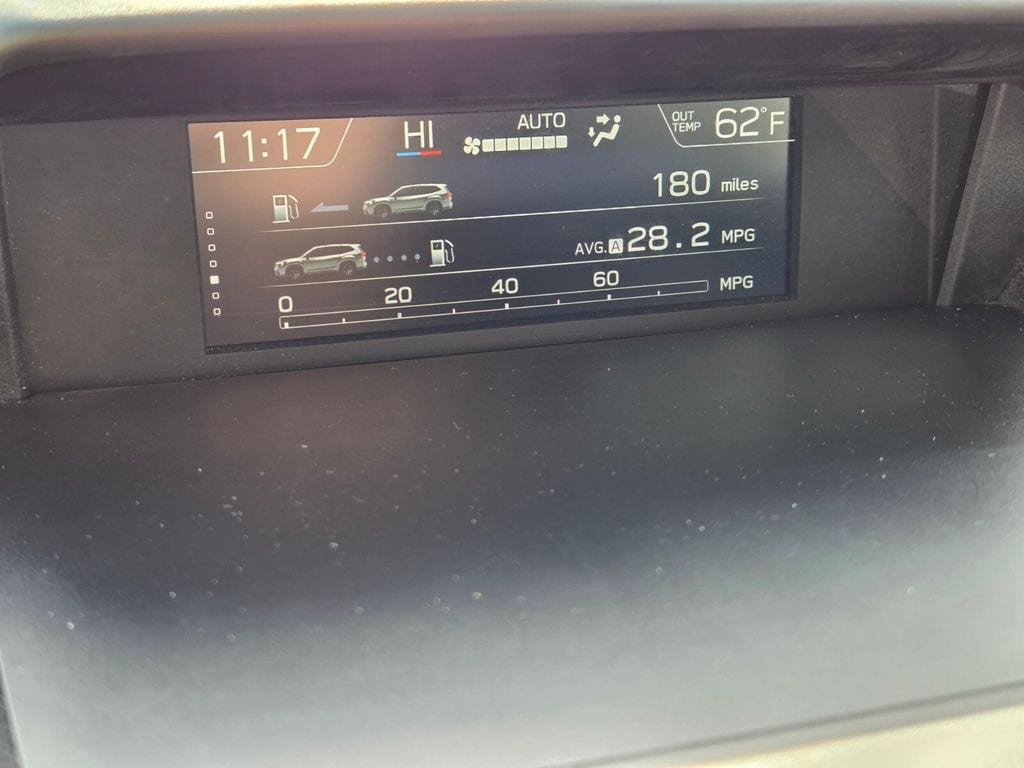 11:17 HI AUTO OUT TEMP 62°F
180 miles
AVG. A 28.2 MPG
0 20 40 60 MPG